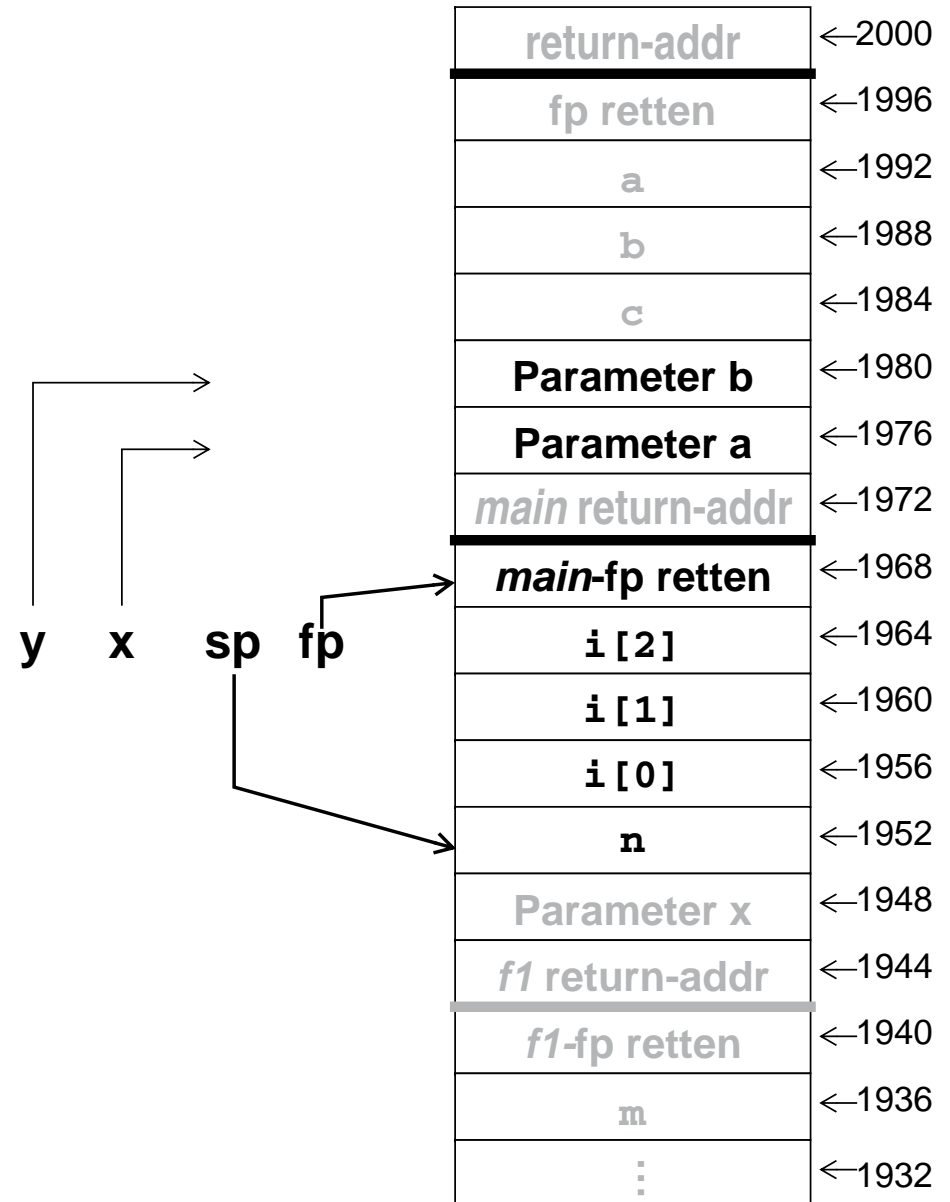 return-addr ←2000
fp retten ←1996
a ←1992
b ←1988
c ←1984
Parameter b ←1980
Parameter a ←1976
main return-addr ←1972
main-fp retten ←1968
y x sp fp
i[2] ←1964
i[1] ←1960
i[0] ←1956
n ←1952
Parameter x ←1948
f1 return-addr ←1944
f1-fp retten ←1940
m ←1936
⋮ ←1932